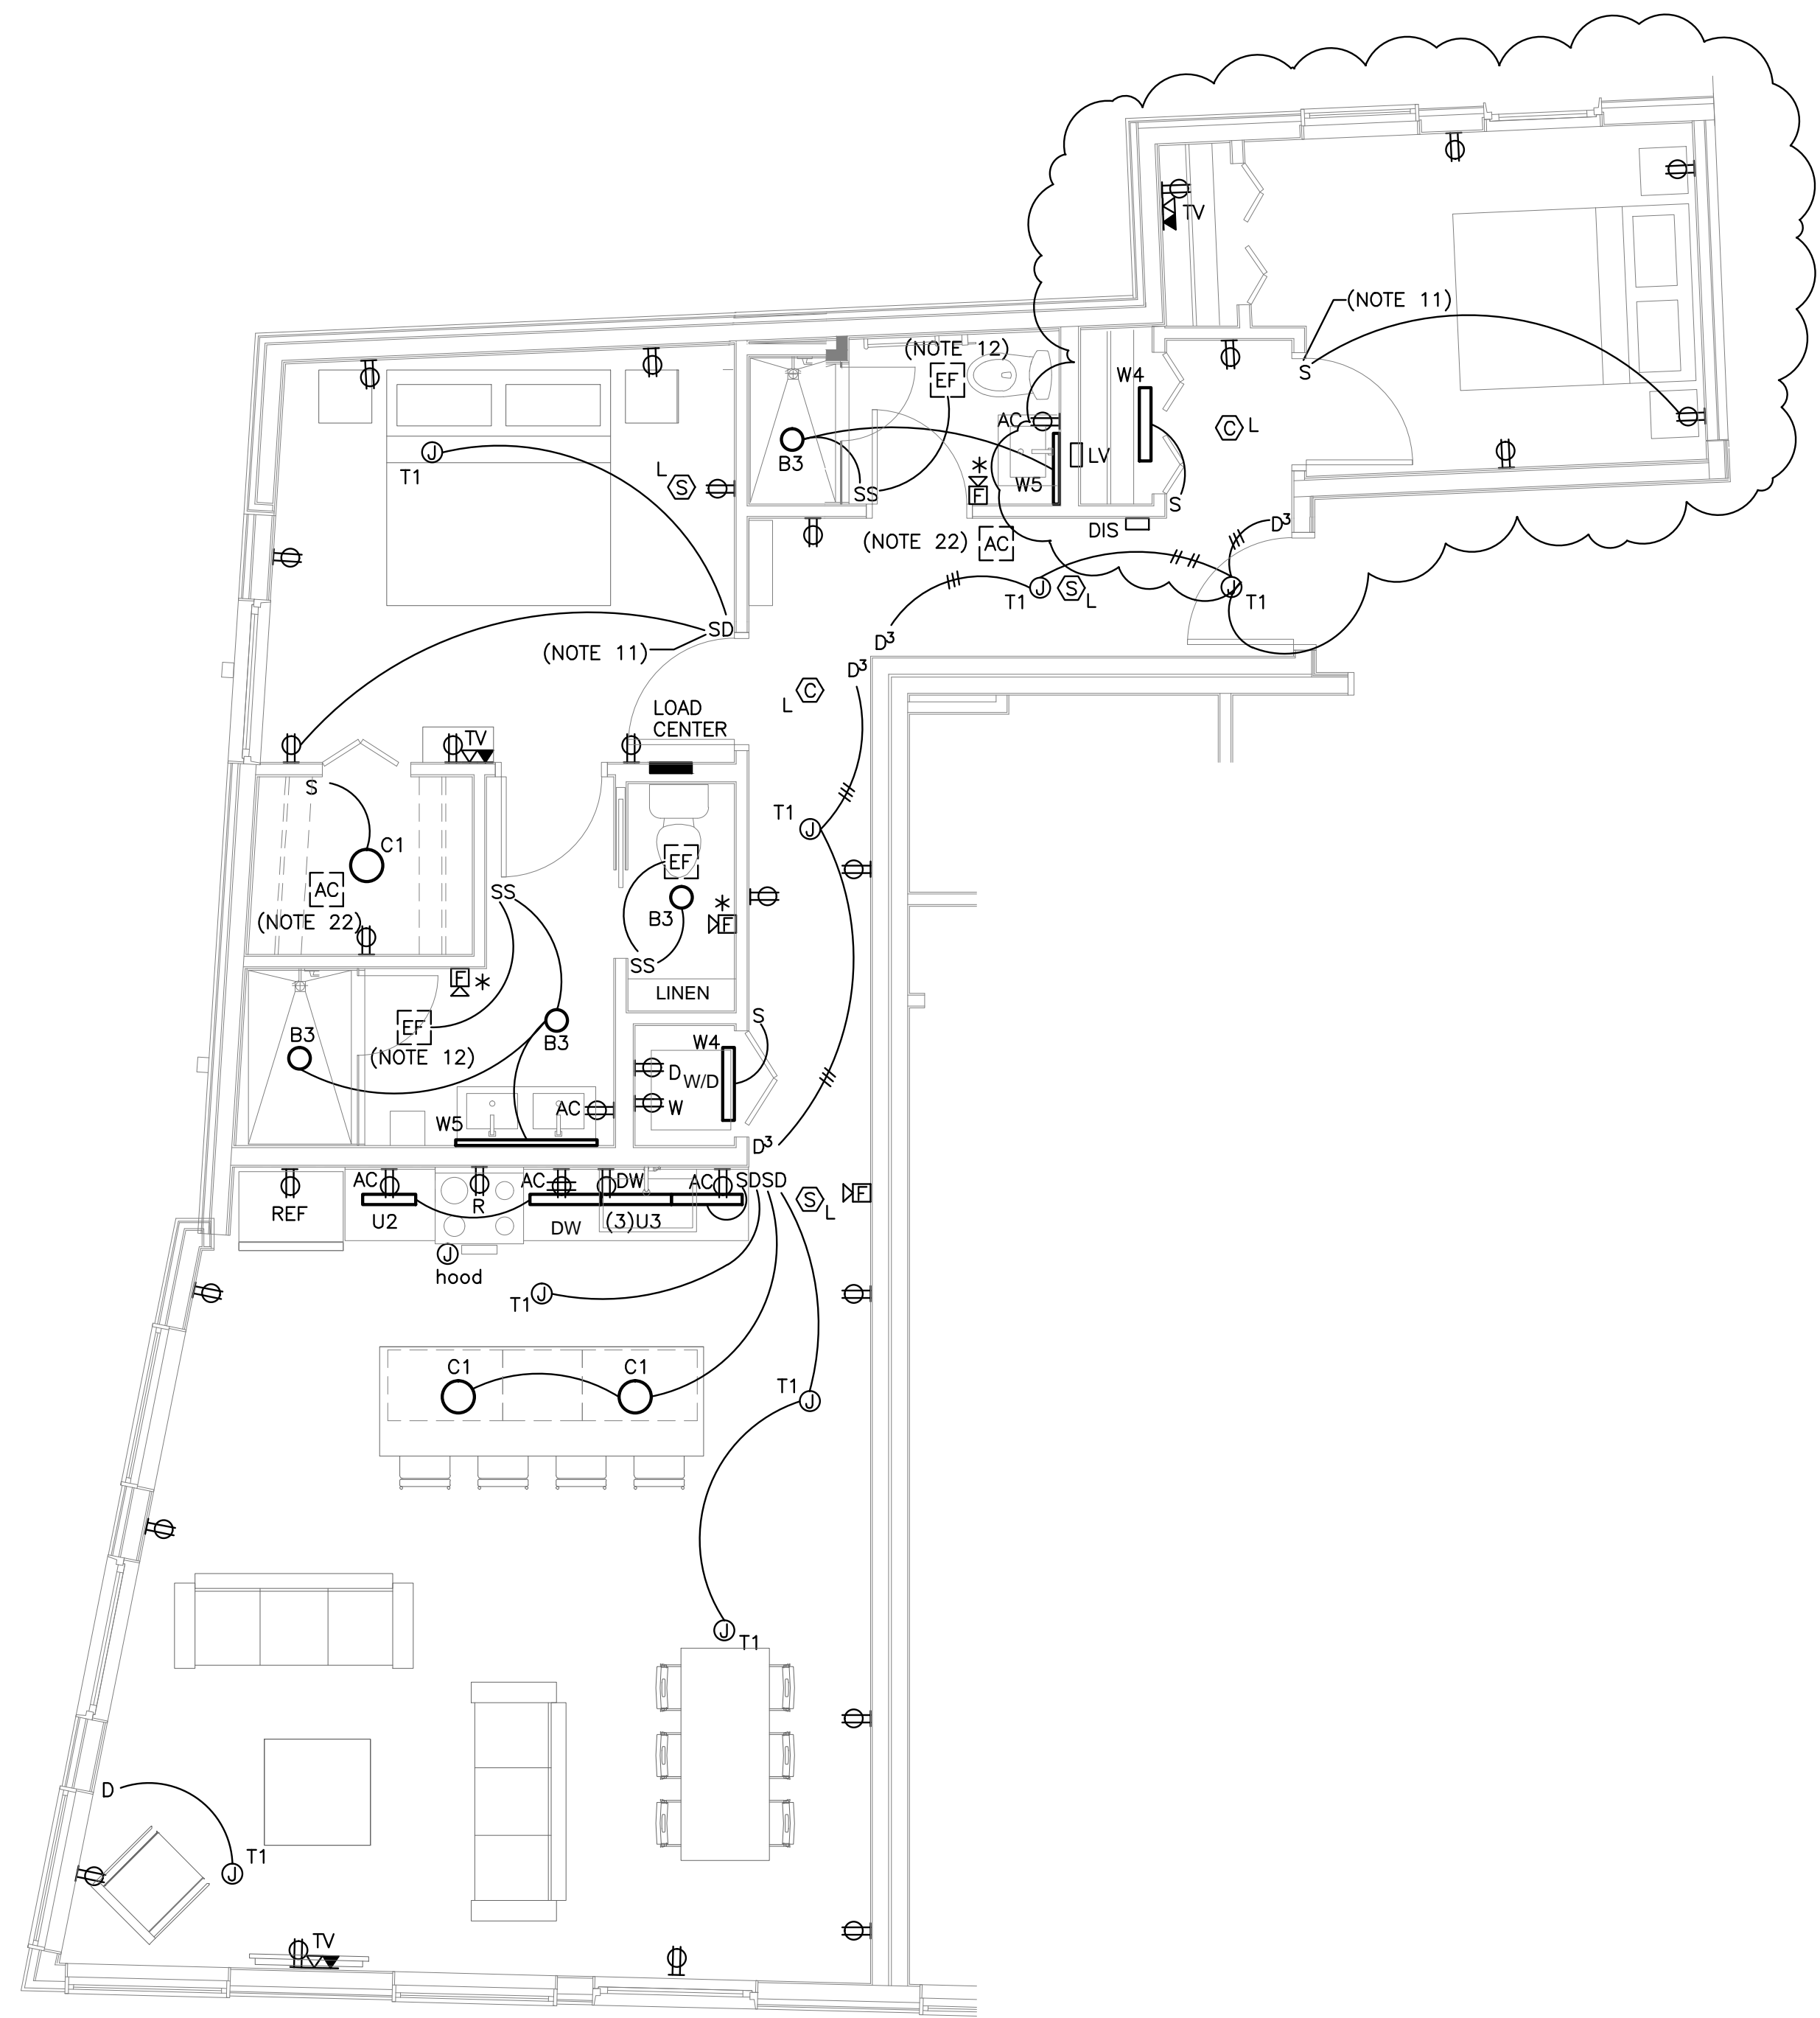 TV
(NOTE 11)
S
(NOTE 12)
EF
W4
AC
C L
B3
J
T1
L S
SS
*
F
W5
LV
S
DIS
D3
(NOTE 22) AC
J
T1
S
L
J
T1
SD
(NOTE 11)
D3
D3
C
L
LOAD
CENTER
TV
S
C1
T1
J
AC
(NOTE 22)
EF
SS
B3
*
F
SS
F
*
LINEN
EF
(NOTE 12)
B3
B3
S
W4
D
W/D
W
AC
W5
D3
REF
AC
U2
R
AC
DW
DW
(3)U3
AC
SDSD
S
L
F
J
hood
J
T1
C1
C1
T1
J
J
T1
D
T1
J
TV